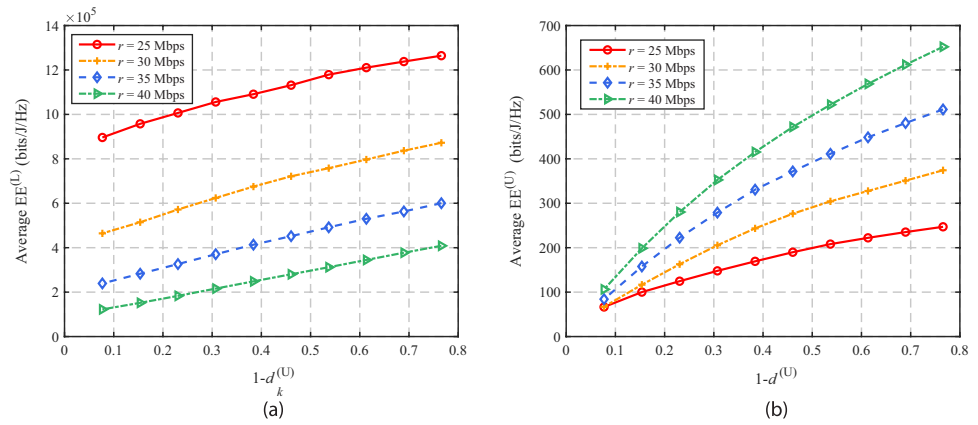 ×10⁵
14
12
10
8
6
4
2
0
Average EE⁽ᴸ⁾ (bits/J/Hz)
r = 25 Mbps
r = 30 Mbps
r = 35 Mbps
r = 40 Mbps
0 0.1 0.2 0.3 0.4 0.5 0.6 0.7 0.8
1-d_k^(U)
(a)
700
600
500
400
300
200
100
0
Average EE⁽ᵁ⁾ (bits/J/Hz)
r = 25 Mbps
r = 30 Mbps
r = 35 Mbps
r = 40 Mbps
0 0.1 0.2 0.3 0.4 0.5 0.6 0.7 0.8
1-d^(U)
(b)